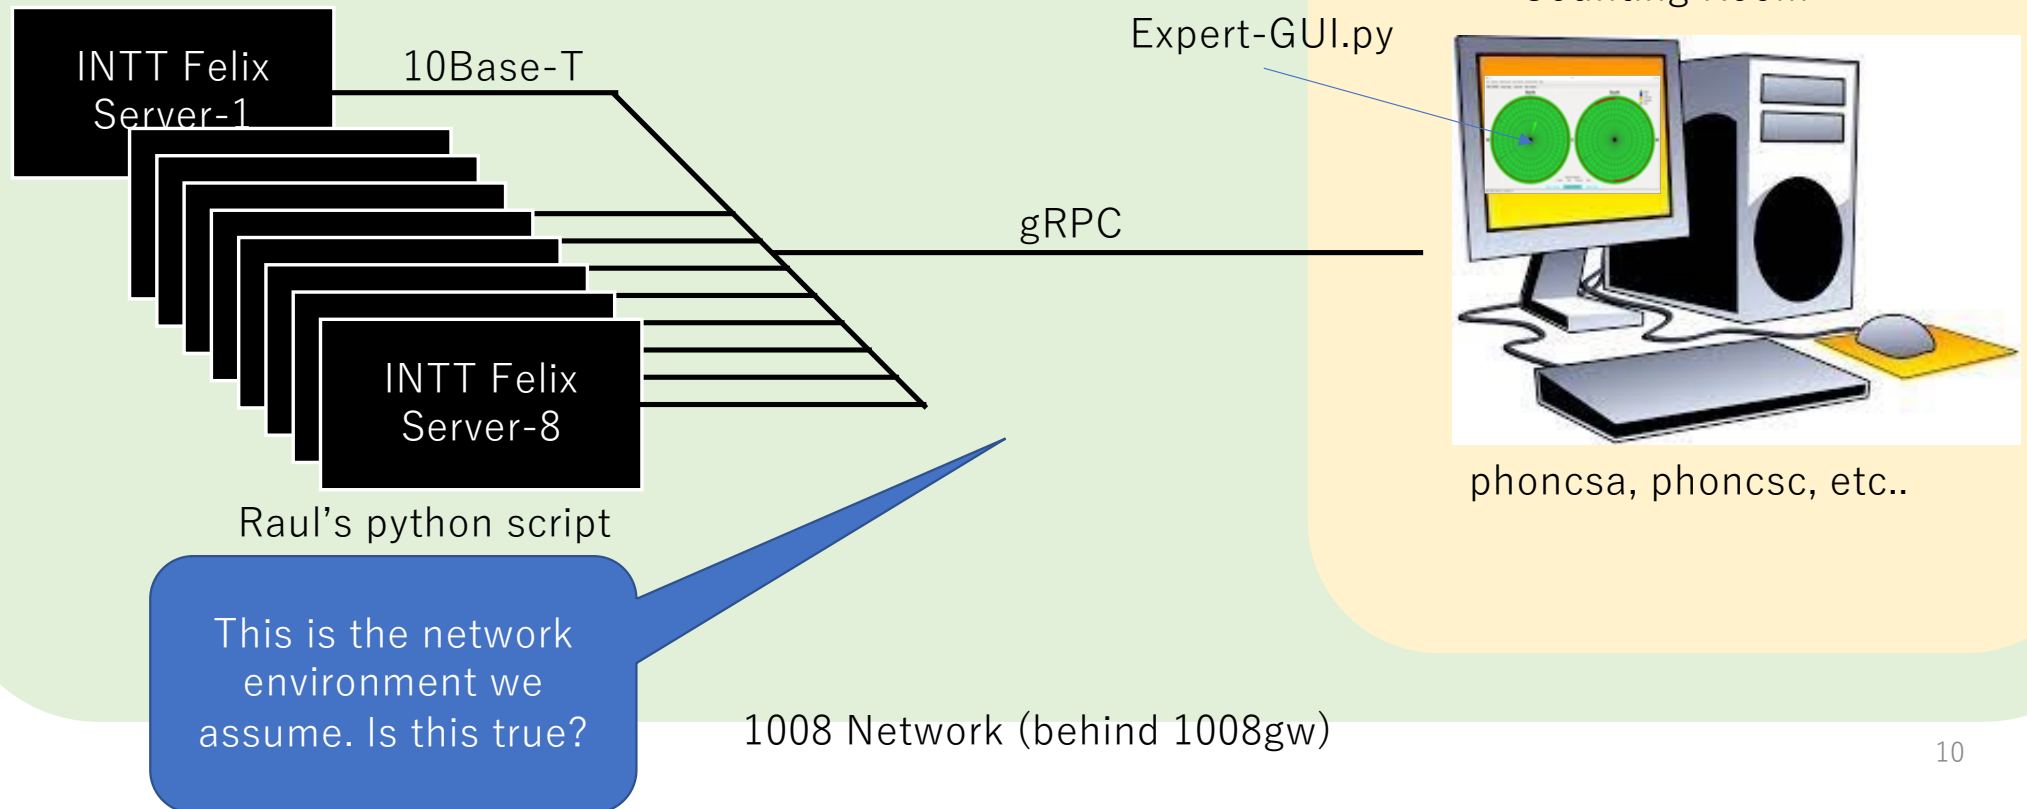 Expert-GUI.py
INTT Felix
Server-1
10Base-T
gRPC
INTT Felix
Server-8
Raul’s python script
phoncsa, phoncsc, etc..
This is the network
environment we
assume. Is this true?
1008 Network (behind 1008gw)
10